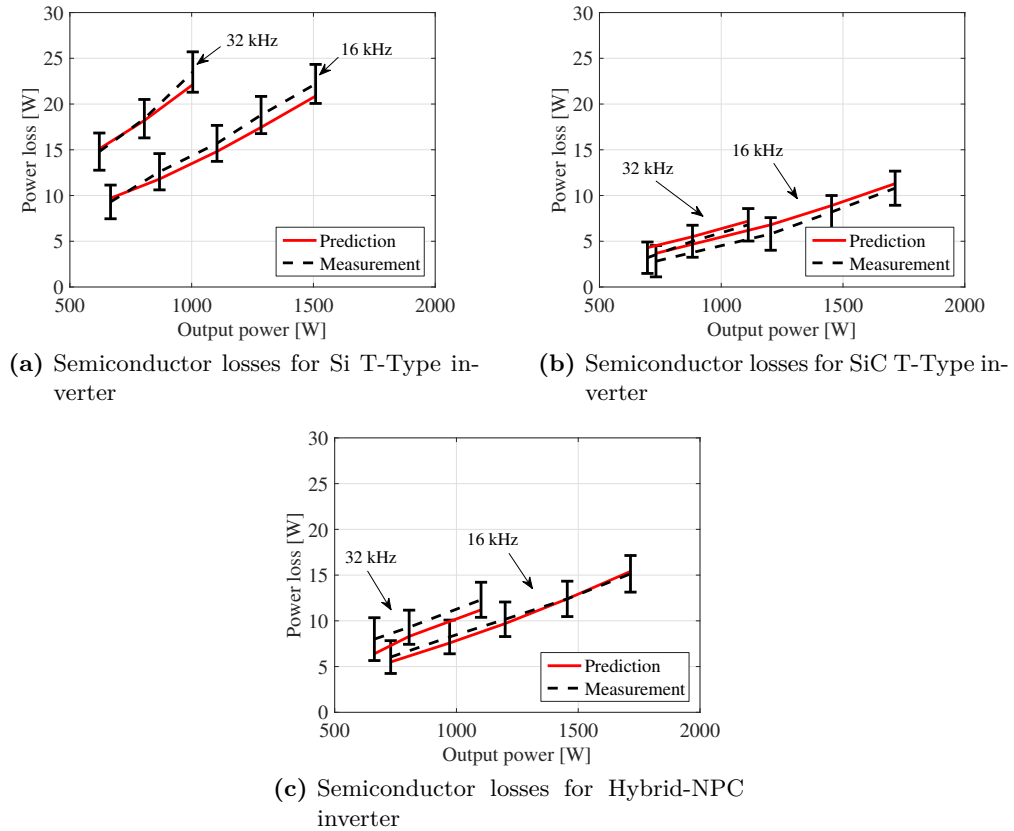 30
25
20
15
10
5
0
Power loss [W]
32 kHz
16 kHz
Prediction
Measurement
500
1000
1500
2000
Output power [W]
(a) Semiconductor losses for Si T-Type in-
verter
30
25
20
15
10
5
0
Power loss [W]
32 kHz
16 kHz
Prediction
Measurement
500
1000
1500
2000
Output power [W]
(b) Semiconductor losses for SiC T-Type in-
verter
30
25
20
15
10
5
0
Power loss [W]
32 kHz
16 kHz
Prediction
Measurement
500
1000
1500
2000
Output power [W]
(c) Semiconductor losses for Hybrid-NPC
inverter